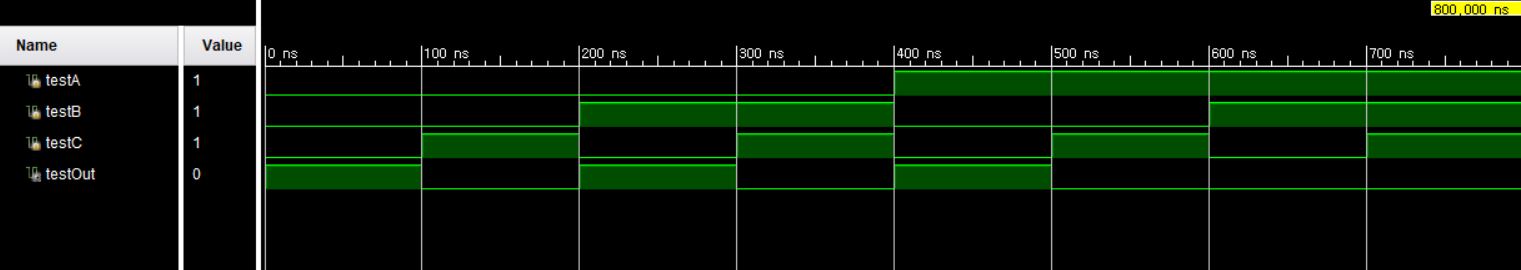 800,000 ns
Name Value
0 ns 100 ns 200 ns 300 ns 400 ns 500 ns 600 ns 700 ns
testA 1
testB 1
testC 1
testOut 0